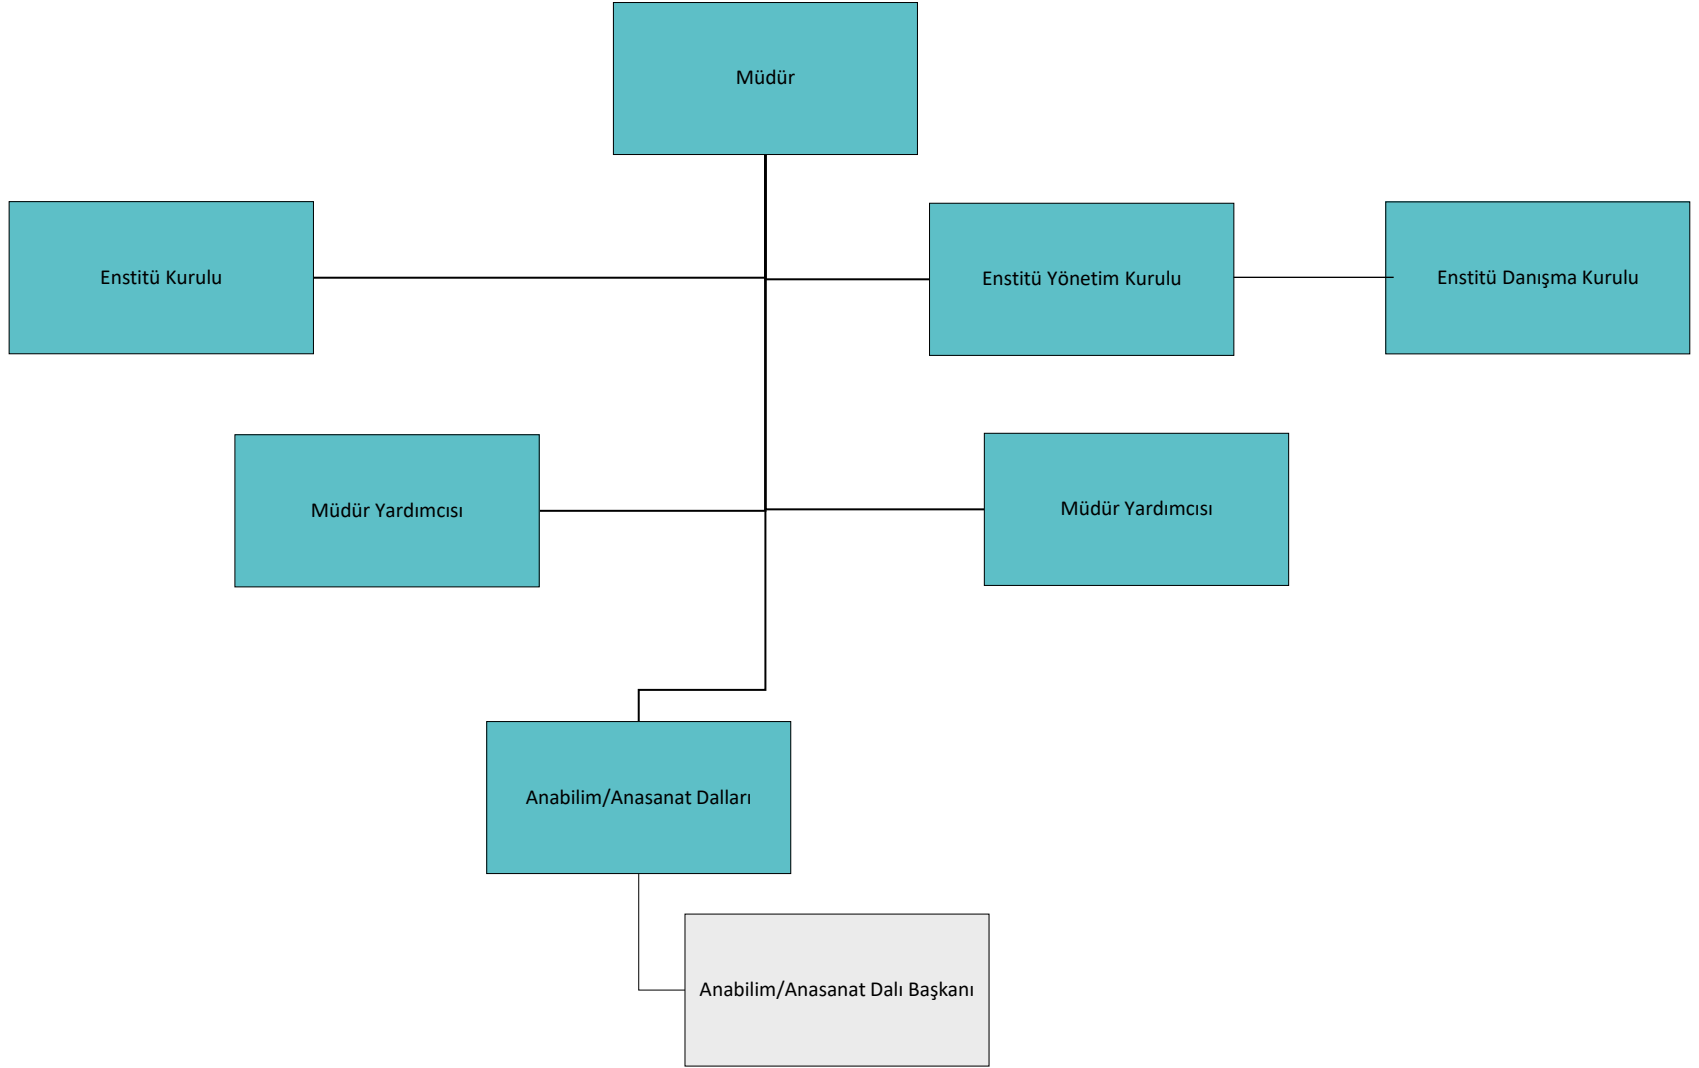 Müdür
Enstitü Kurulu
Enstitü Yönetim Kurulu
Enstitü Danışma Kurulu
Müdür Yardımcısı
Müdür Yardımcısı
Anabilim/Anasanat Dalları
Anabilim/Anasanat Dalı Başkanı